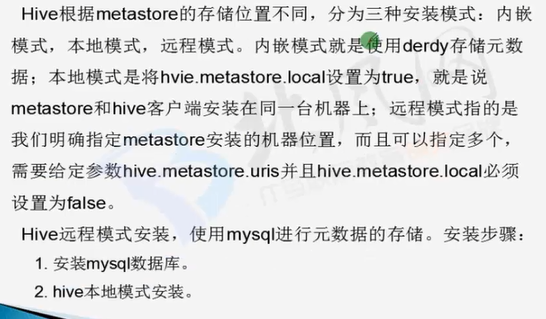 Hive根据metastore的存储位置不同，分为三种安装模式：内嵌
模式，本地模式，远程模式。内嵌模式就是使用derdy存储元数
据；本地模式是将hvie.metastore.local设置为true，就是说
metastore和hive客户端安装在同一台机器上；远程模式指的是
我们明确指定metastore安装的机器位置，而且可以指定多个，
需要给定参数hive.metastore.uris并且hive.metastore.local必须
设置为false。
Hive远程模式安装，使用mysql进行元数据的存储。安装步骤：
1. 安装mysql数据库。
2. hive本地模式安装。